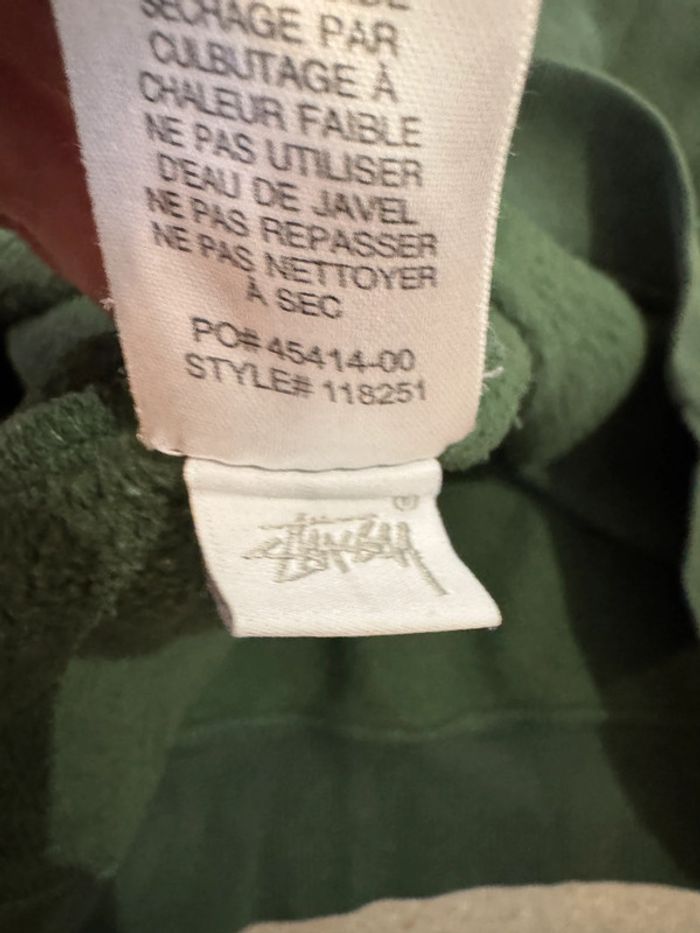 SÉCHAGE PAR
CULBUTAGE À
CHALEUR FAIBLE
NE PAS UTILISER
D'EAU DE JAVEL
NE PAS REPASSER
NE PAS NETTOYER
À SEC
PO# 45414-00
STYLE# 118251
Stüssy ®